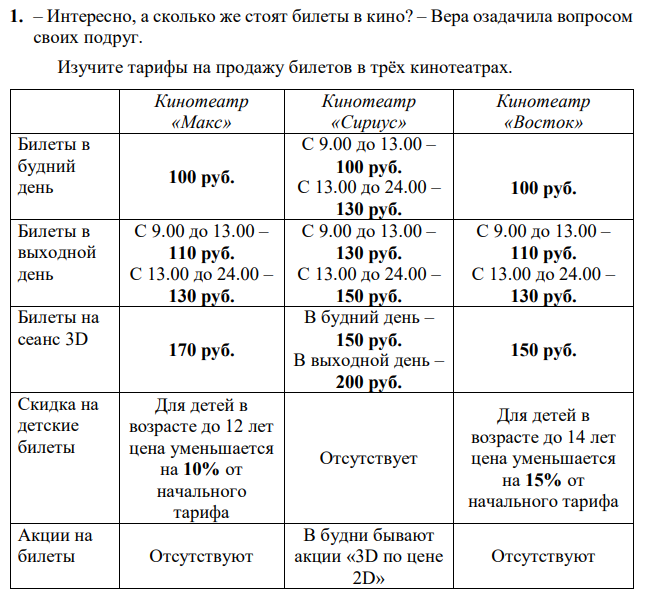 1. – Интересно, а сколько же стоят билеты в кино? – Вера озадачила вопросом
своих подруг.
Изучите тарифы на продажу билетов в трёх кинотеатрах.
Кинотеатр
«Макс»
Кинотеатр
«Сириус»
Кинотеатр
«Восток»
Билеты в
будний
день
100 руб.
С 9.00 до 13.00 –
100 руб.
С 13.00 до 24.00 –
130 руб.
100 руб.
Билеты в
выходной
день
С 9.00 до 13.00 –
110 руб.
С 13.00 до 24.00 –
130 руб.
С 9.00 до 13.00 –
130 руб.
С 13.00 до 24.00 –
150 руб.
С 9.00 до 13.00 –
110 руб.
С 13.00 до 24.00 –
130 руб.
Билеты на
сеанс 3D
170 руб.
В будний день –
150 руб.
В выходной день –
200 руб.
150 руб.
Скидка на
детские
билеты
Для детей в
возрасте до 12 лет
цена уменьшается
на 10% от
начального
тарифа
Отсутствует
Для детей в
возрасте до 14 лет
цена уменьшается
на 15% от
начального тарифа
Акции на
билеты
Отсутствуют
В будни бывают
акции «3D по цене
2D»
Отсутствуют